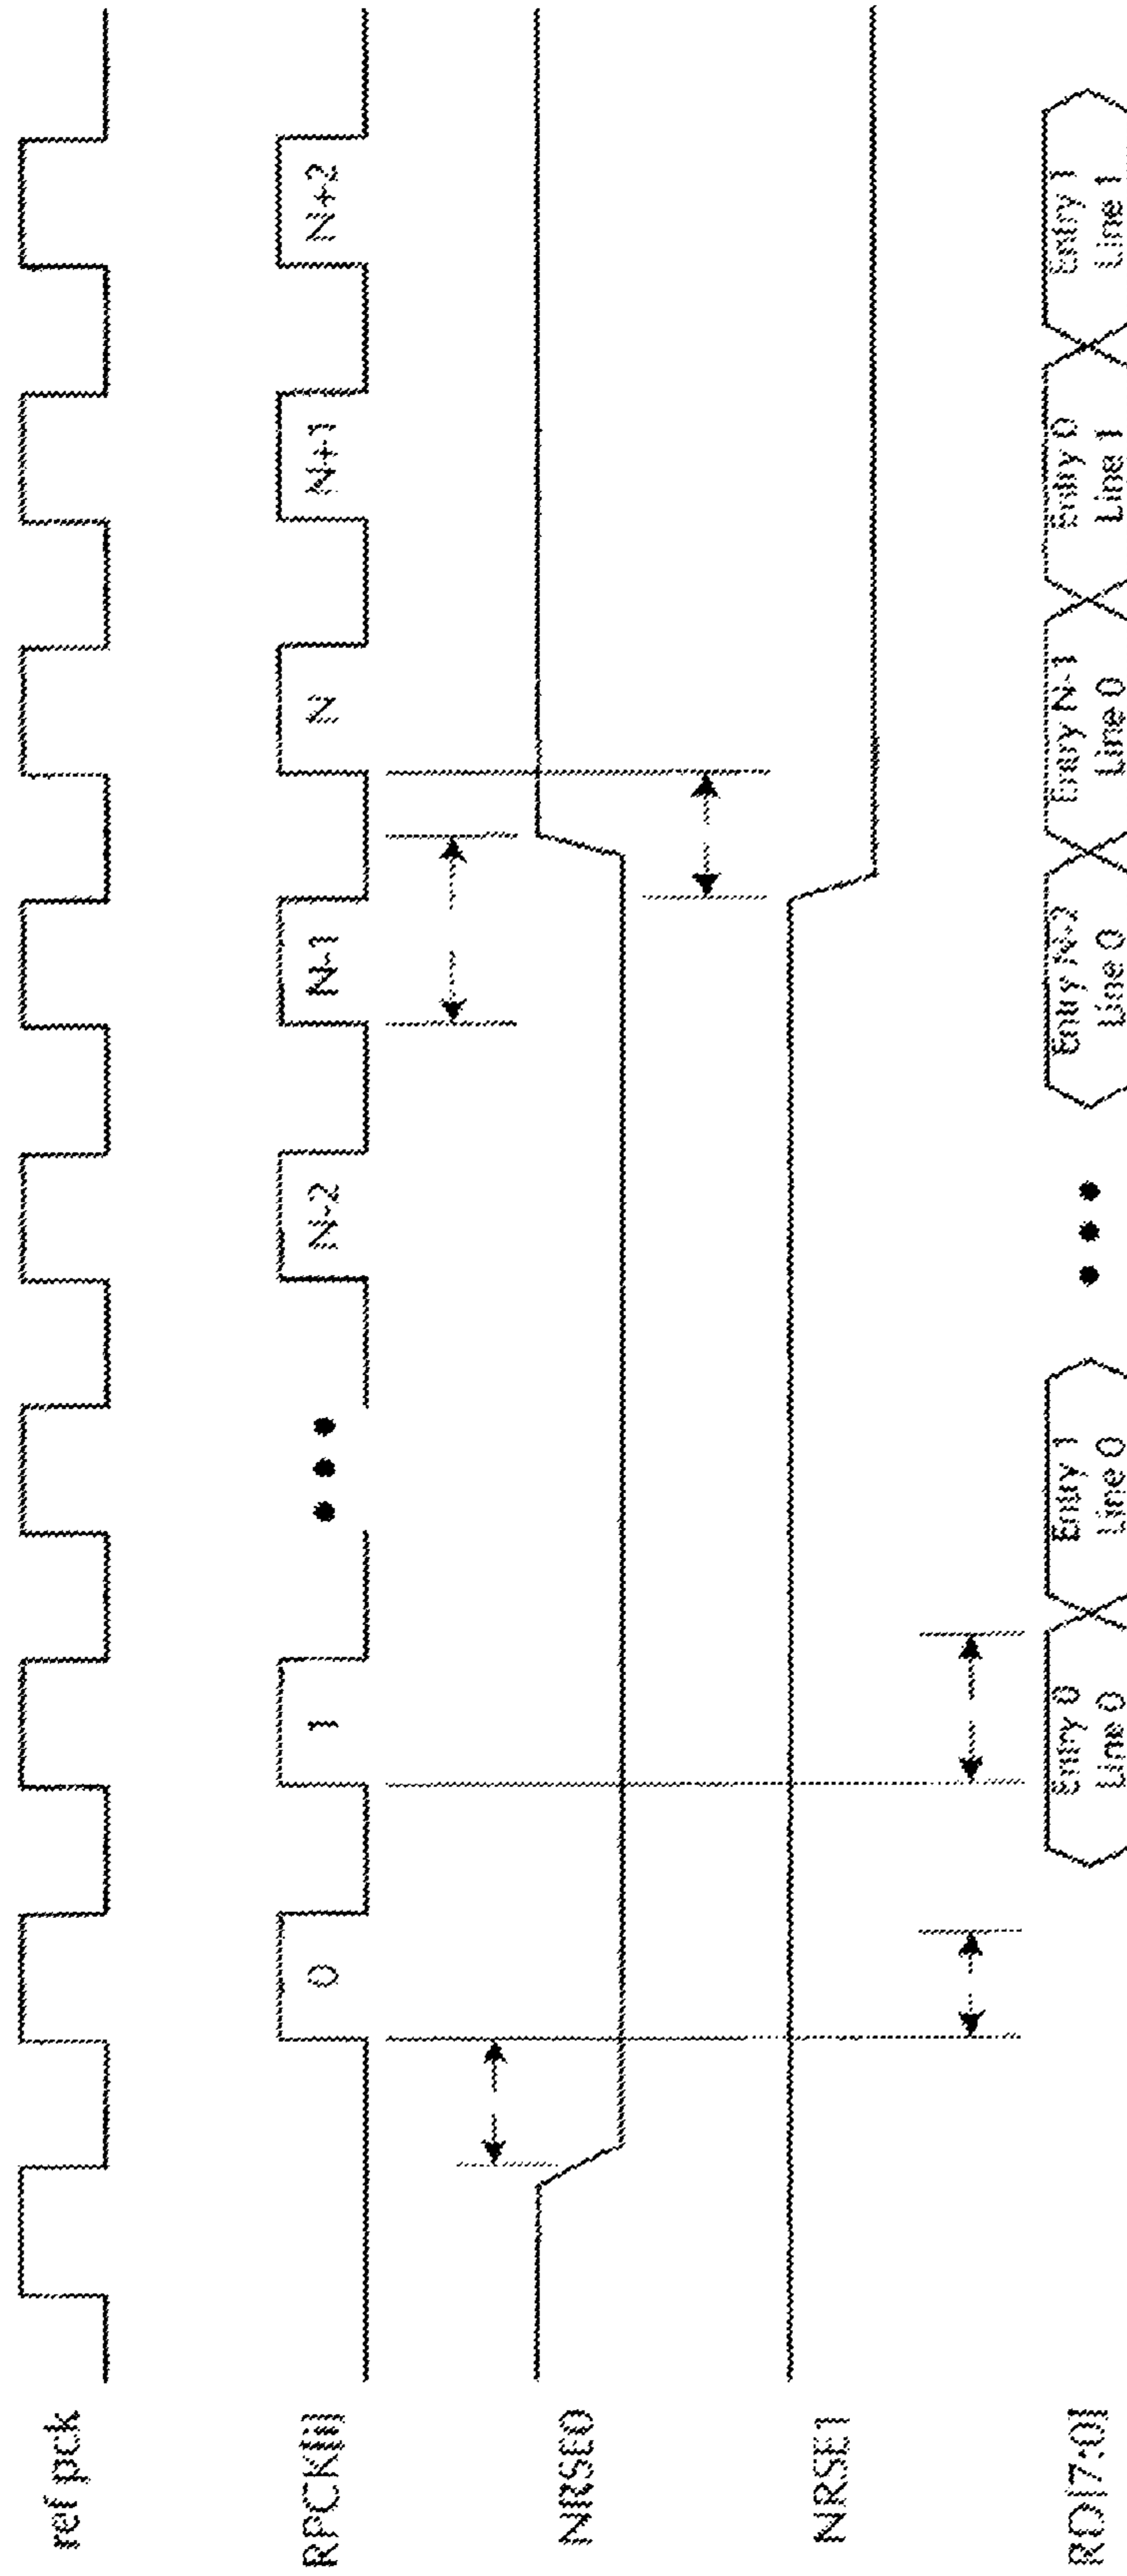 ref pck
RPCK[i]
0
1
N-2
N-1
N
N+1
N+2
NRSE0
NRSE1
RD[7:0]
Entry 0
Line 0
Entry 1
Line 0
Entry N-2
Line 0
Entry N-1
Line 0
Entry 0
Line 1
Entry 1
Line 1